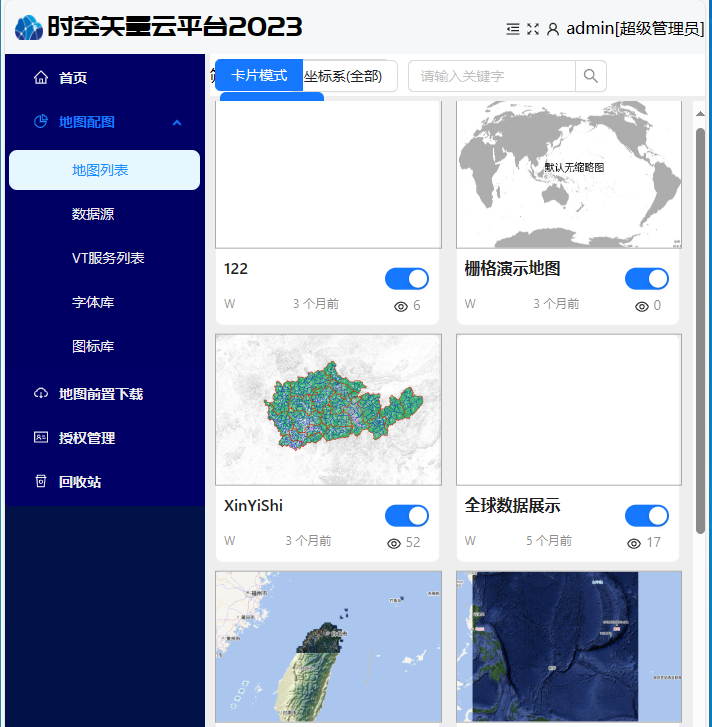 时空矢量云平台2023
admin[超级管理员]
首页
地图配图
地图列表
数据源
VT服务列表
字体库
图标库
地图前置下载
授权管理
回收站
卡片模式
坐标系(全部)
请输入关键字
默认无缩略图
122
W 3 个月前 6
栅格演示地图
W 3 个月前 0
XinYiShi
W 3 个月前 52
全球数据展示
W 5 个月前 17